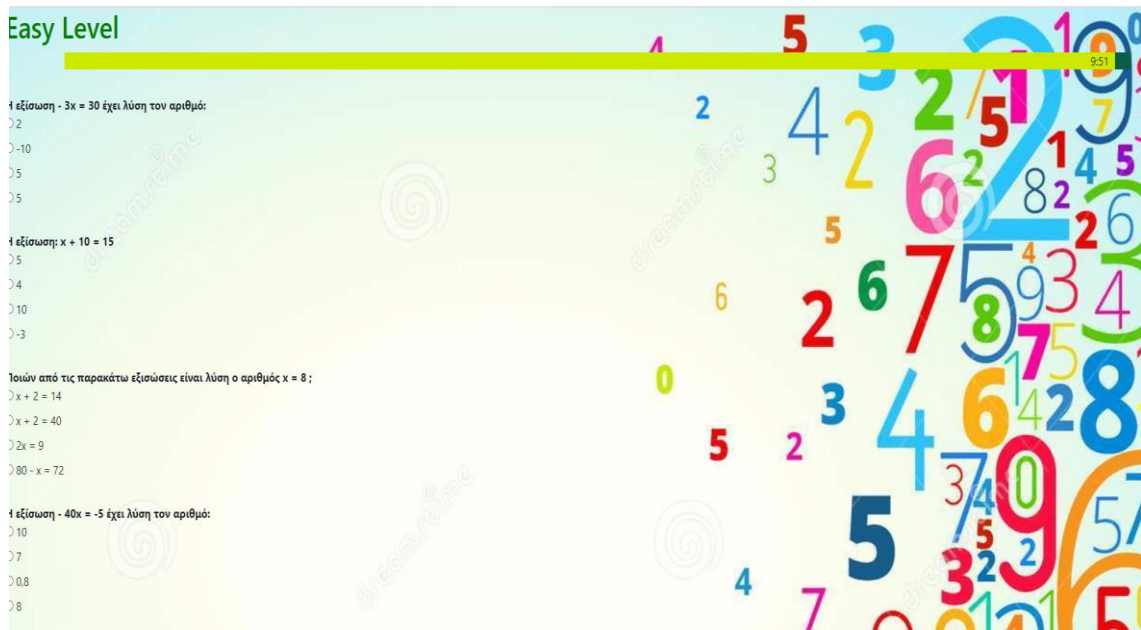 Easy Level
9:51
Η εξίσωση - 3x = 30 έχει λύση τον αριθμό:
2
-10
5
5
Η εξίσωση: x + 10 = 15
5
4
10
-3
Ποιών από τις παρακάτω εξισώσεις είναι λύση ο αριθμός x = 8 ;
x + 2 = 14
x + 2 = 40
2x = 9
80 - x = 72
Η εξίσωση - 40x = -5 έχει λύση τον αριθμό:
10
7
0,8
8